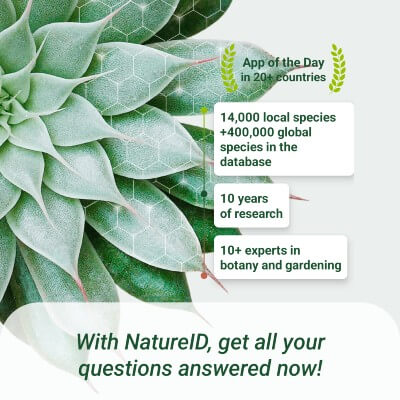 App of the Day
in 20+ countries
14,000 local species
+400,000 global
species in the
database
10 years
of research
10+ experts in
botany and gardening
With NatureID, get all your
questions answered now!